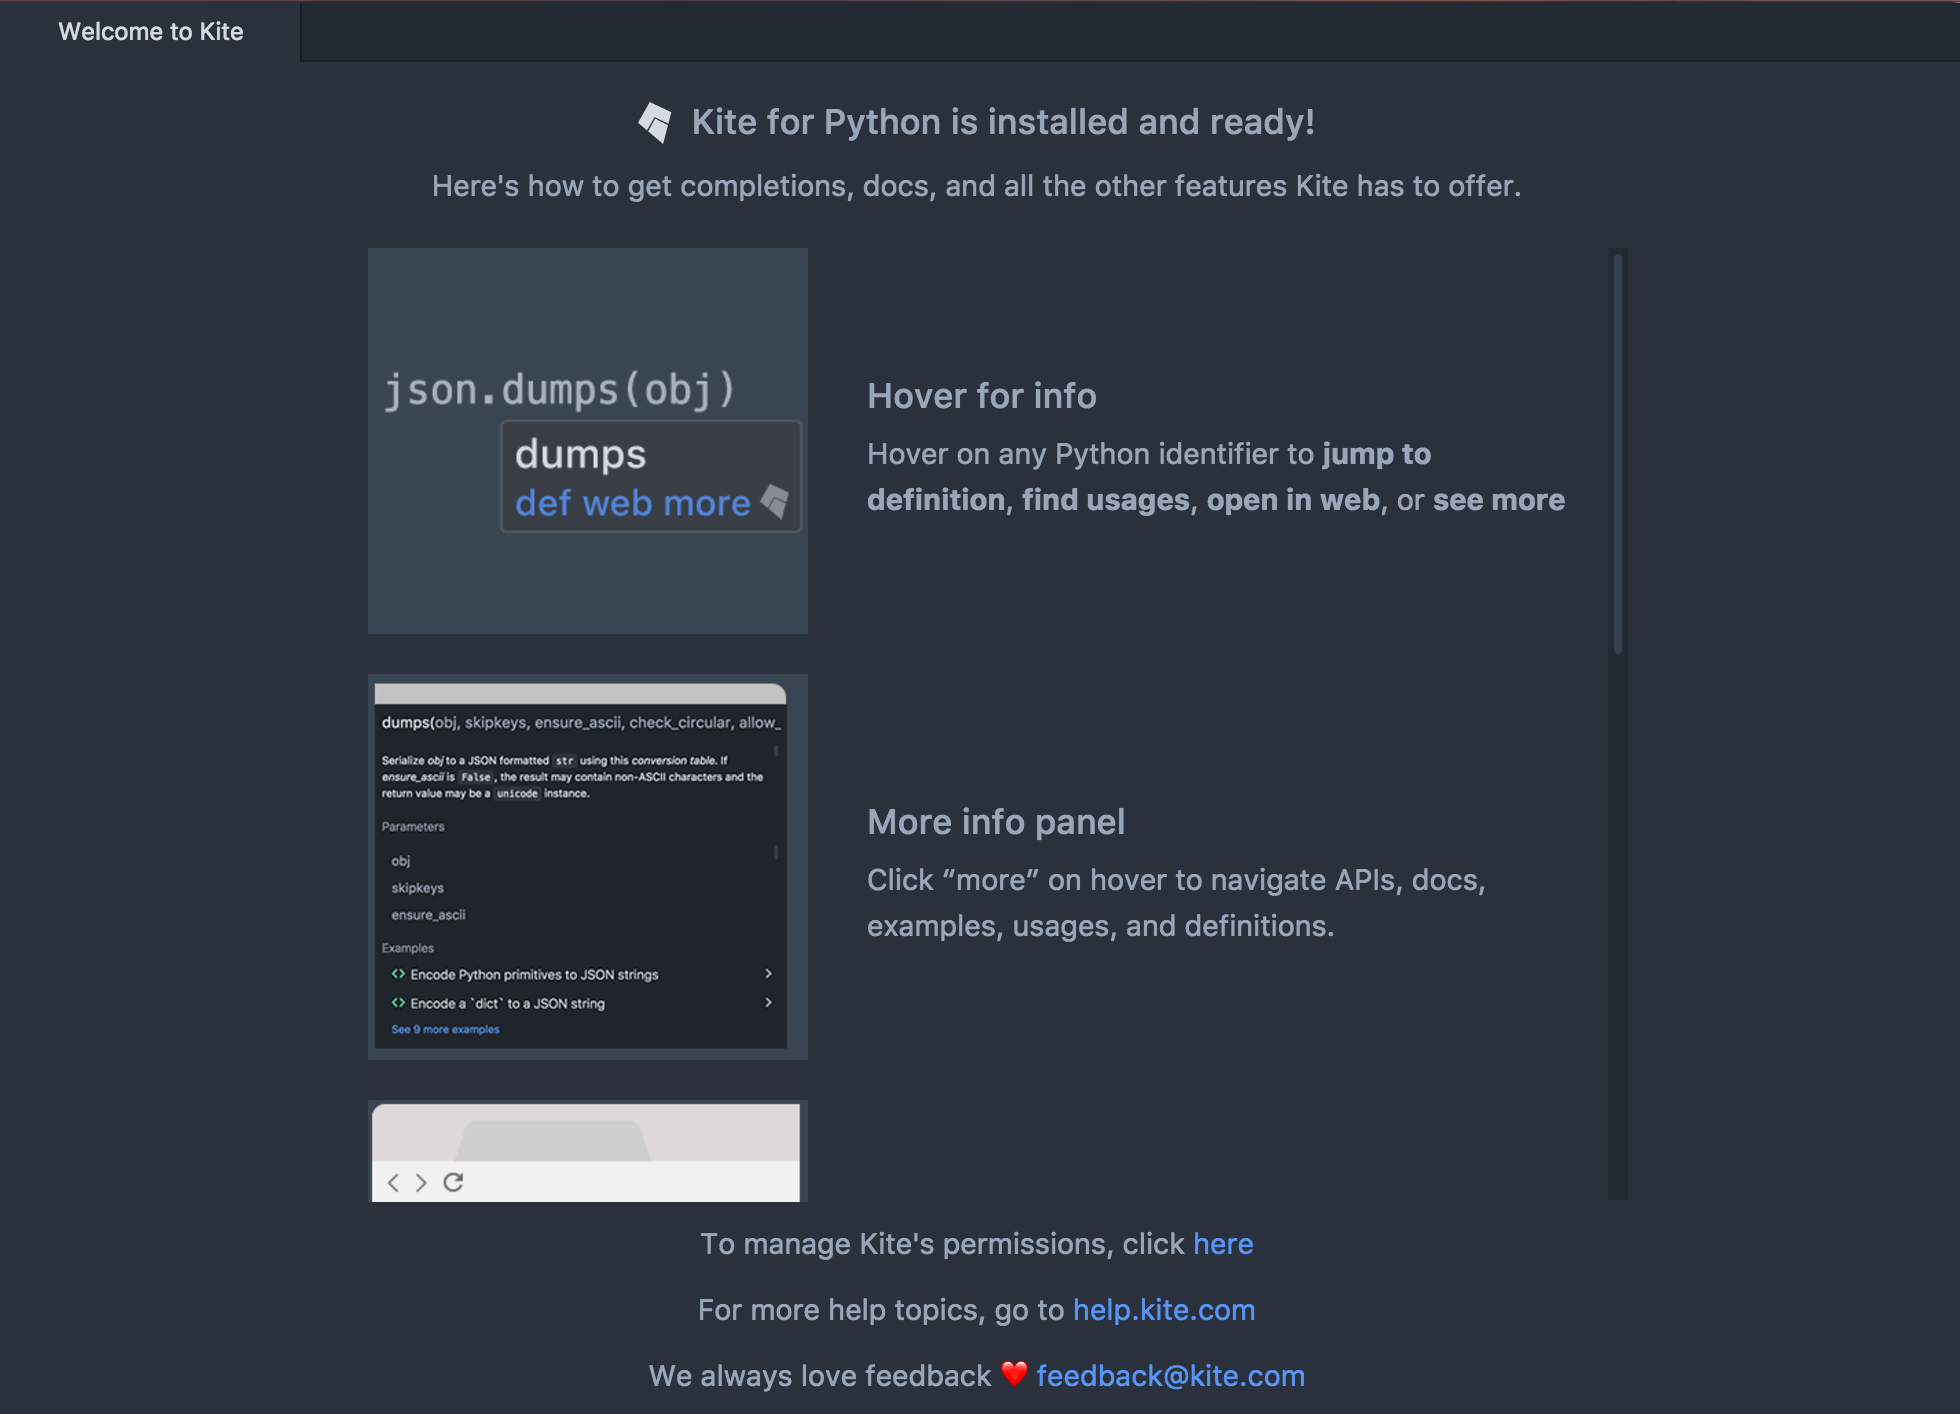 Welcome to Kite
Kite for Python is installed and ready!
Here's how to get completions, docs, and all the other features Kite has to offer.
json.dumps(obj)
dumps
def web more
Hover for info
Hover on any Python identifier to jump to
definition, find usages, open in web, or see more
dumps(obj, skipkeys, ensure_ascii, check_circular, allow_
Serialize obj to a JSON formatted str using this conversion table. If
ensure_ascii is False, the result may contain non-ASCII characters and the
return value may be a unicode instance.
Parameters
obj
skipkeys
ensure_ascii
Examples
<> Encode Python primitives to JSON strings >
<> Encode a `dict` to a JSON string >
See 9 more examples
More info panel
Click “more” on hover to navigate APIs, docs,
examples, usages, and definitions.
To manage Kite's permissions, click here
For more help topics, go to help.kite.com
We always love feedback ❤️ feedback@kite.com